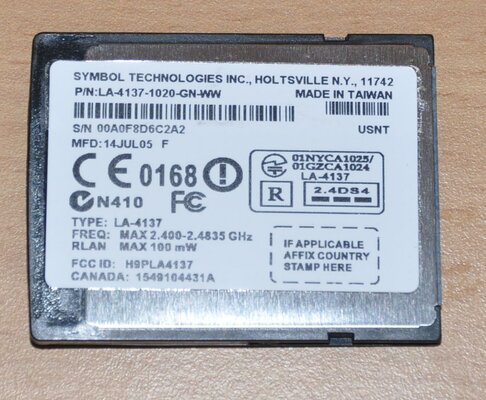 SYMBOL TECHNOLOGIES INC., HOLTSVILLE N.Y., 11742
P/N:LA-4137-1020-GN-WW MADE IN TAIWAN
S/N 00A0F8D6C2A2 USNT
MFD:14JUL05 F
CE 0168
01NYCA1025/
01GZCA1024
LA-4137
R 2.4DS4
N410 FC
TYPE: LA-4137
FREQ: MAX 2.400-2.4835 GHz
RLAN MAX 100 mW
IF APPLICABLE
AFFIX COUNTRY
STAMP HERE
FCC ID: H9PLA4137
CANADA: 1549104431A